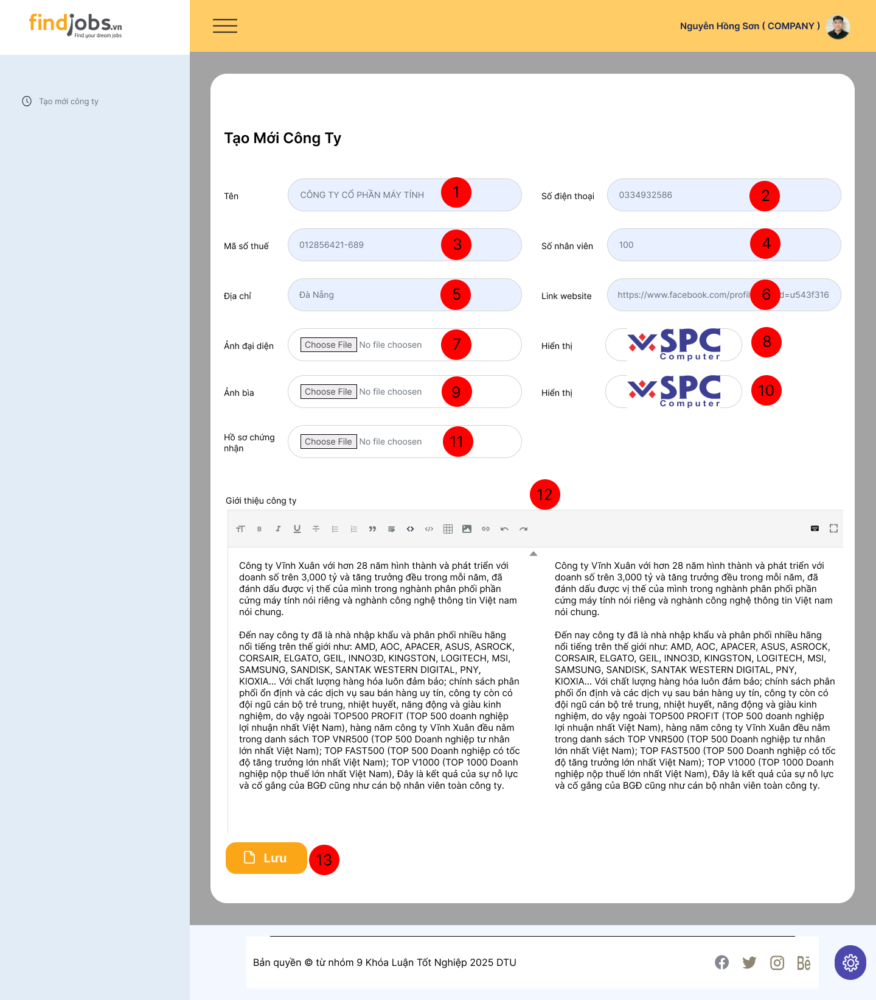 findjobs.vn
Find your dream jobs
Nguyễn Hồng Sơn ( COMPANY )
Tạo mới công ty
Tạo Mới Công Ty
Tên
CÔNG TY CỔ PHẦN MÁY TÍNH
1
Số điện thoại
0334932586
2
Mã số thuế
012856421-689
3
Số nhân viên
100
4
Địa chỉ
Đà Nẵng
5
Link website
https://www.facebook.com/profil
6
d=ư543f316
Ảnh đại diện
Choose File
No file choosen
7
Hiển thị
SPC
Computer
8
Ảnh bìa
Choose File
No file choosen
9
Hiển thị
SPC
Computer
10
Hồ sơ chứng
nhận
Choose File
No file choosen
11
12
Giới thiệu công ty
Công ty Vĩnh Xuân với hơn 28 năm hình thành và phát triển với
doanh số trên 3,000 tỷ và tăng trưởng đều trong mỗi năm, đã
đánh dấu được vị thế của mình trong nghành phân phối phần
cứng máy tính nói riêng và nghành công nghệ thông tin Việt nam
nói chung.
Đến nay công ty đã là nhà nhập khẩu và phân phối nhiều hãng
nổi tiếng trên thế giới như: AMD, AOC, APACER, ASUS, ASROCK,
CORSAIR, ELGATO, GEIL, INNO3D, KINGSTON, LOGITECH, MSI,
SAMSUNG, SANDISK, SANTAK WESTERN DIGITAL, PNY,
KIOXIA... Với chất lượng hàng hóa luôn đảm bảo; chính sách phân
phối ổn định và các dịch vụ sau bán hàng uy tín, công ty còn có
đội ngũ cán bộ trẻ trung, nhiệt huyết, năng động và giàu kinh
nghiệm, do vậy ngoài TOP500 PROFIT (TOP 500 doanh nghiệp
lợi nhuận nhất Việt Nam), hàng năm công ty Vĩnh Xuân đều nằm
trong danh sách TOP VNR500 (TOP 500 Doanh nghiệp tư nhân
lớn nhất Việt Nam); TOP FAST500 (TOP 500 Doanh nghiệp có tốc
độ tăng trưởng lớn nhất Việt Nam); TOP V1000 (TOP 1000 Doanh
nghiệp nộp thuế lớn nhất Việt Nam), Đây là kết quả của sự nỗ lực
và cố gắng của BGĐ cũng như cán bộ nhân viên toàn công ty.
Công ty Vĩnh Xuân với hơn 28 năm hình thành và phát triển với
doanh số trên 3,000 tỷ và tăng trưởng đều trong mỗi năm, đã
đánh dấu được vị thế của mình trong nghành phân phối phần
cứng máy tính nói riêng và nghành công nghệ thông tin Việt nam
nói chung.
Đến nay công ty đã là nhà nhập khẩu và phân phối nhiều hãng
nổi tiếng trên thế giới như: AMD, AOC, APACER, ASUS, ASROCK,
CORSAIR, ELGATO, GEIL, INNO3D, KINGSTON, LOGITECH, MSI,
SAMSUNG, SANDISK, SANTAK WESTERN DIGITAL, PNY,
KIOXIA... Với chất lượng hàng hóa luôn đảm bảo; chính sách phân
phối ổn định và các dịch vụ sau bán hàng uy tín, công ty còn có
đội ngũ cán bộ trẻ trung, nhiệt huyết, năng động và giàu kinh
nghiệm, do vậy ngoài TOP500 PROFIT (TOP 500 doanh nghiệp
lợi nhuận nhất Việt Nam), hàng năm công ty Vĩnh Xuân đều nằm
trong danh sách TOP VNR500 (TOP 500 Doanh nghiệp tư nhân
lớn nhất Việt Nam); TOP FAST500 (TOP 500 Doanh nghiệp có tốc
độ tăng trưởng lớn nhất Việt Nam); TOP V1000 (TOP 1000 Doanh
nghiệp nộp thuế lớn nhất Việt Nam), Đây là kết quả của sự nỗ lực
và cố gắng của BGĐ cũng như cán bộ nhân viên toàn công ty.
Lưu
13
Bản quyền © từ nhóm 9 Khóa Luận Tốt Nghiệp 2025 DTU